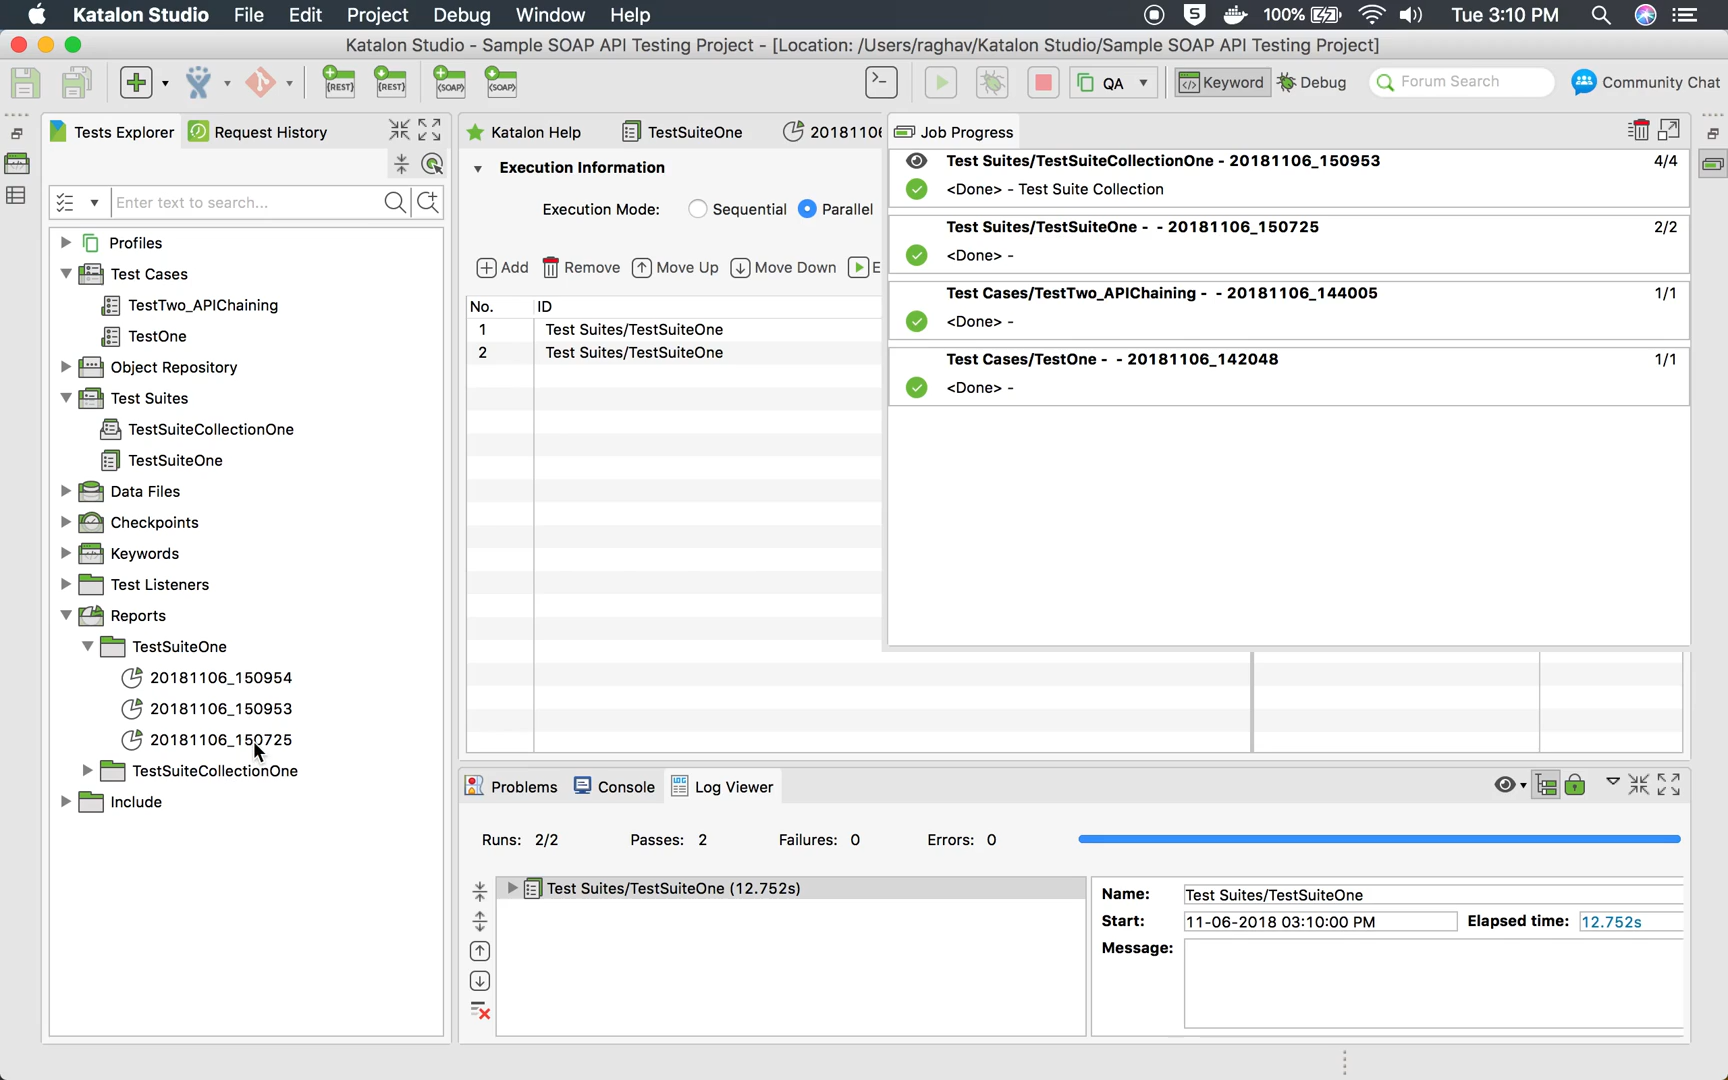 Katalon Studio File Edit Project Debug Window Help 100% Tue 3:10 PM
Katalon Studio - Sample SOAP API Testing Project - [Location: /Users/raghav/Katalon Studio/Sample SOAP API Testing Project]
{REST} {REST} {SOAP} {SOAP} QA Keyword Debug Forum Search Community Chat
Tests Explorer Request History
Enter text to search...
Profiles
Test Cases
TestTwo_APIChaining
TestOne
Object Repository
Test Suites
TestSuiteCollectionOne
TestSuiteOne
Data Files
Checkpoints
Keywords
Test Listeners
Reports
TestSuiteOne
20181106_150954
20181106_150953
20181106_150725
TestSuiteCollectionOne
Include
Katalon Help TestSuiteOne 2018110
Execution Information
Execution Mode: Sequential Parallel
Add Remove Move Up Move Down E
No. ID
1 Test Suites/TestSuiteOne
2 Test Suites/TestSuiteOne
Job Progress
Test Suites/TestSuiteCollectionOne - 20181106_150953 4/4
<Done> - Test Suite Collection
Test Suites/TestSuiteOne - - 20181106_150725 2/2
<Done> -
Test Cases/TestTwo_APIChaining - - 20181106_144005 1/1
<Done> -
Test Cases/TestOne - - 20181106_142048 1/1
<Done> -
Problems Console Log Viewer
Runs: 2/2 Passes: 2 Failures: 0 Errors: 0
Test Suites/TestSuiteOne (12.752s)
Name: Test Suites/TestSuiteOne
Start: 11-06-2018 03:10:00 PM Elapsed time: 12.752s
Message: